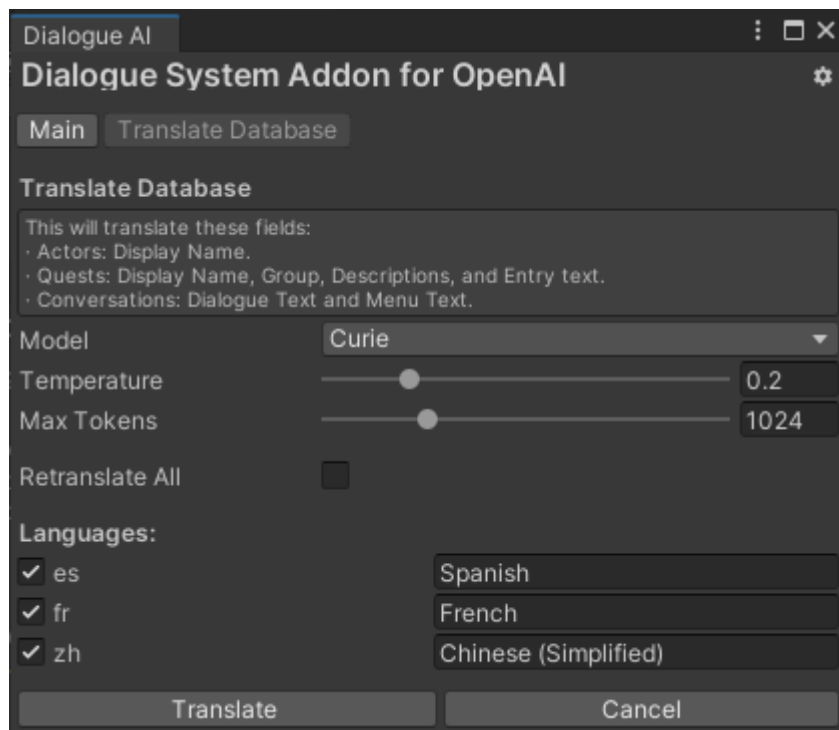 Dialogue AI
Dialogue System Addon for OpenAI
Main Translate Database
Translate Database
This will translate these fields:
· Actors: Display Name.
· Quests: Display Name, Group, Descriptions, and Entry text.
· Conversations: Dialogue Text and Menu Text.
Model Curie
Temperature 0.2
Max Tokens 1024
Retranslate All
Languages:
es Spanish
fr French
zh Chinese (Simplified)
Translate Cancel